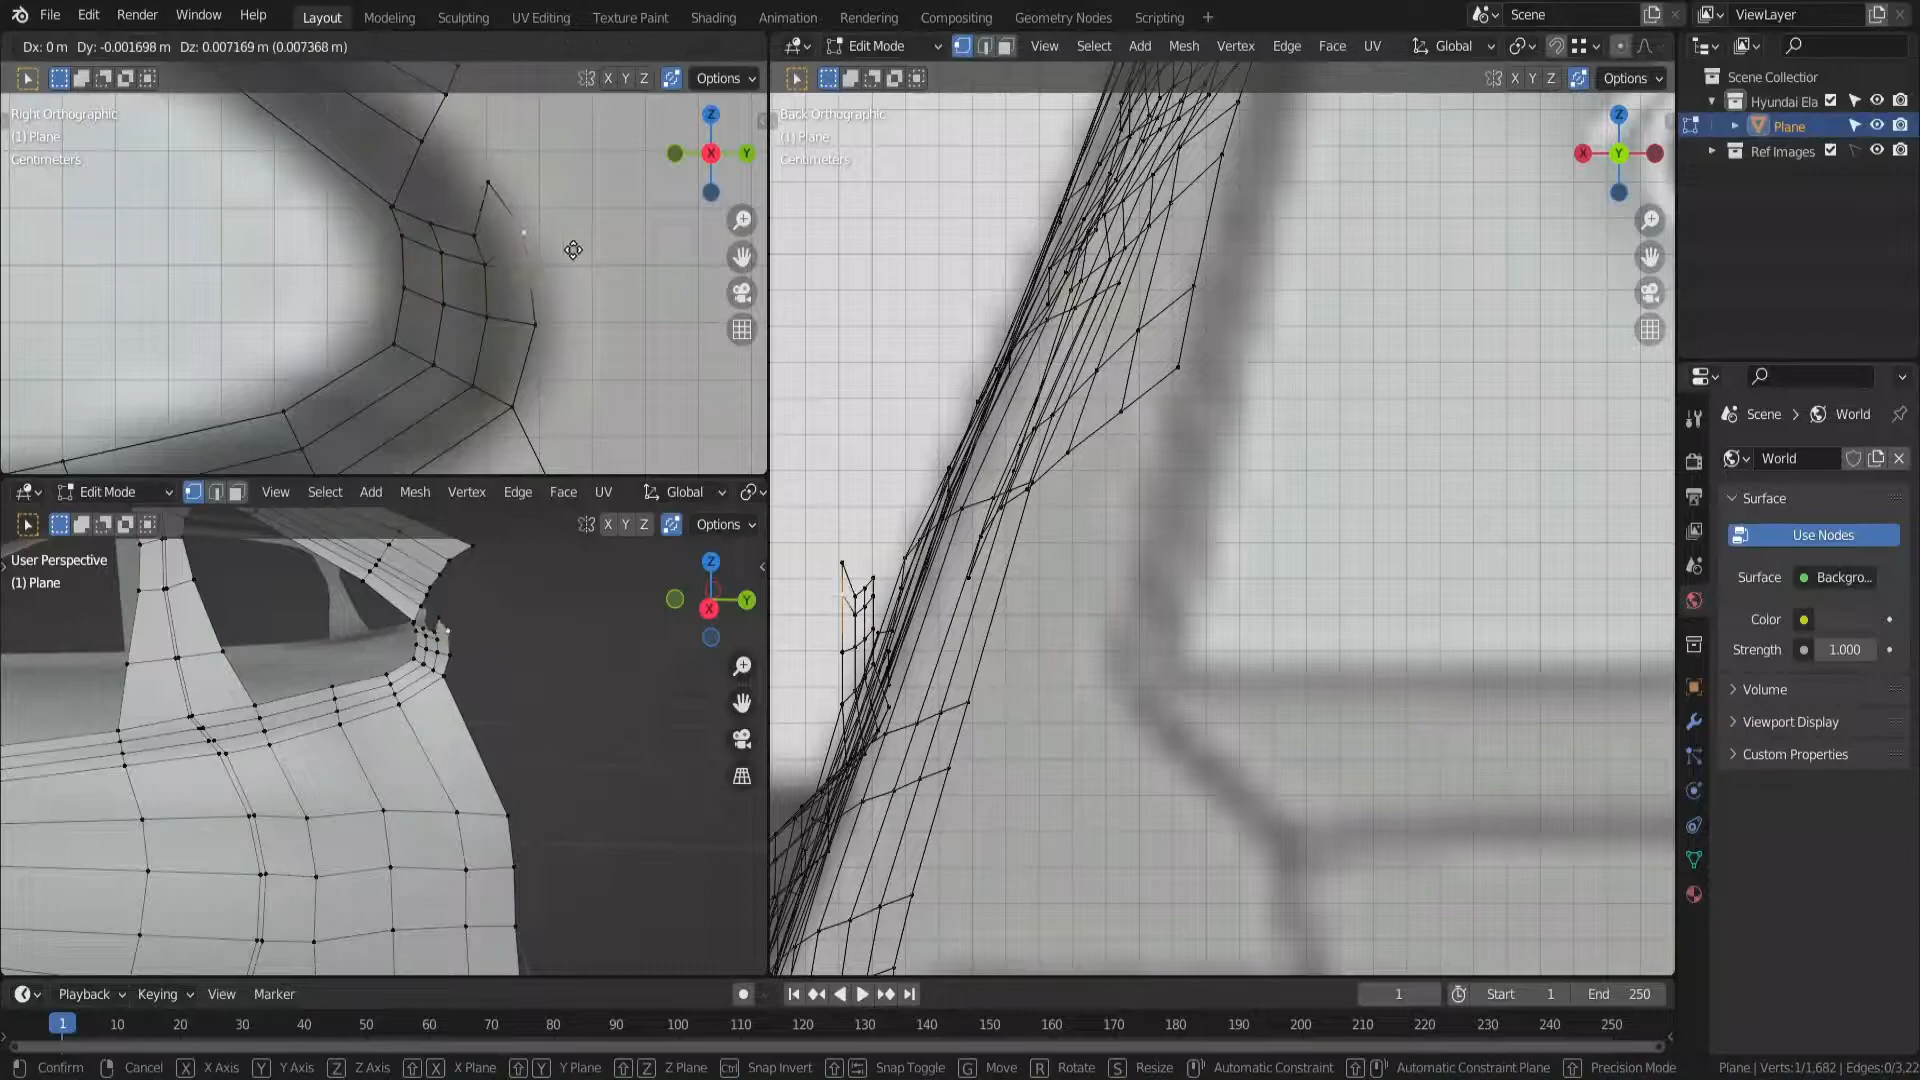 File Edit Render Window Help Layout Modeling Sculpting UV Editing Texture Paint Shading Animation Rendering Compositing Geometry Nodes Scripting + Scene ViewLayer
Dx: 0 m Dy: -0.001698 m Dz: 0.007169 m (0.007368 m)
Edit Mode View Select Add Mesh Vertex Edge Face UV Global
X Y Z Options
X Y Z Options
Right Orthographic
(1) Plane
Centimeters
Z
X
Y
Back Orthographic
(1) Plane
Centimeters
Z
X
Y
Scene Collection
Hyundai Ela
Plane
Ref Images
Edit Mode View Select Add Mesh Vertex Edge Face UV Global
X Y Z Options
User Perspective
(1) Plane
Z
X
Y
Scene > World
World
Surface
Use Nodes
Surface Backgro...
Color
Strength 1.000
Volume
Viewport Display
Custom Properties
Playback Keying View Marker 1 Start 1 End 250
1 10 20 30 40 50 60 70 80 90 100 110 120 130 140 150 160 170 180 190 200 210 220 230 240 250
Confirm Cancel X X Axis Y Y Axis Z Z Axis X X Plane Y Y Plane Z Z Plane Ctrl Snap Invert Snap Toggle G Move R Rotate S Resize Automatic Constraint Automatic Constraint Plane Precision Mode Plane | Verts:1/1,682 | Edges:0/3,22